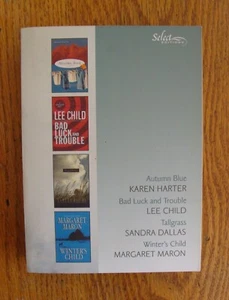 Select
LEE CHILD
BAD
LUCK AND
TROUBLE
MARGARET
MARON
WINTER'S
CHILD
Autumn Blue
KAREN HARTER
Bad Luck and Trouble
LEE CHILD
Tallgrass
SANDRA DALLAS
Winter's Child
MARGARET MARON